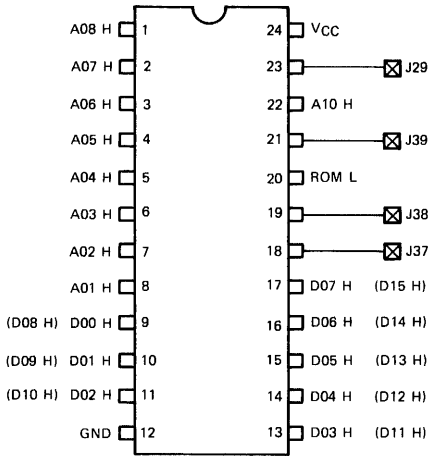 A08 H 1 24 VCC
A07 H 2 23 J29
A06 H 3 22 A10 H
A05 H 4 21 J39
A04 H 5 20 ROM L
A03 H 6 19 J38
A02 H 7 18 J37
A01 H 8 17 D07 H (D15 H)
(D08 H) D00 H 9 16 D06 H (D14 H)
(D09 H) D01 H 10 15 D05 H (D13 H)
(D10 H) D02 H 11 14 D04 H (D12 H)
GND 12 13 D03 H (D11 H)